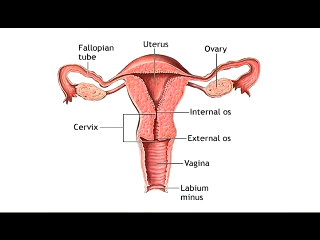 Fallopian
tube
Uterus
Ovary
Internal os
Cervix
External os
Vagina
Labium
minus